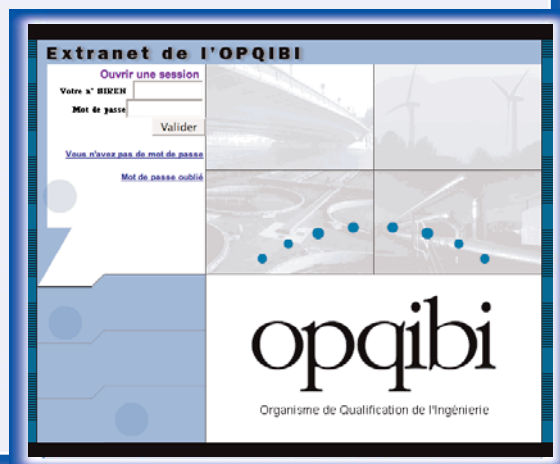 Extranet de l'OPQIBI
Ouvrir une session
Votre n° SIREN
Mot de passe
Valider
Vous n'avez pas de mot de passe
Mot de passe oublié
opqibi
Organisme de Qualification de l'Ingénierie